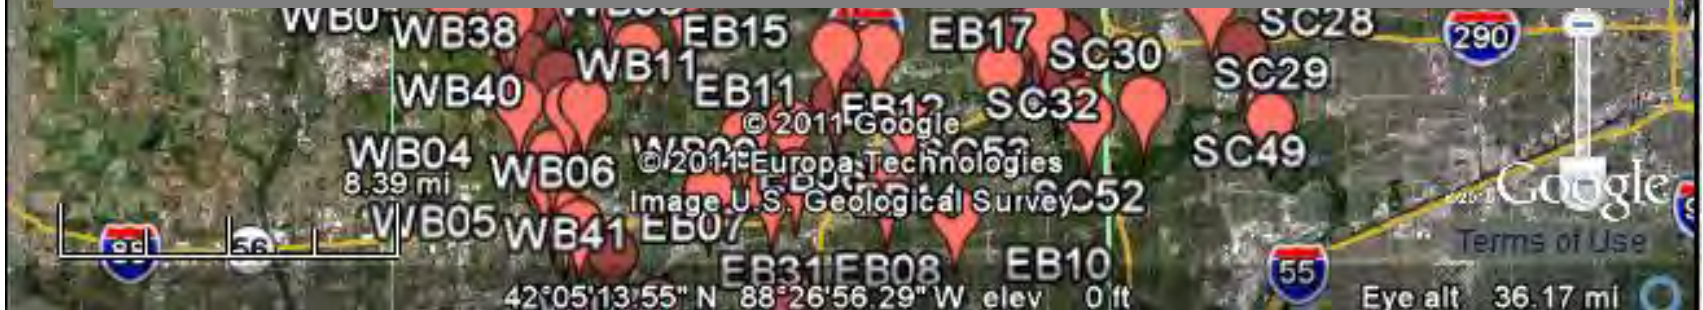 WB38 EB15 EB17 SC28
290
WB11 SC30
WB40 EB11 SC32 SC29
EB12
© 2011 Google
WB04 WB06 © 2011 Europa Technologies SC49
8.39 mi
Image U.S. Geological Survey SC52 Google
WB05 WB41 EB07
56 Terms of Use
EB31 EB08 EB10 55
42°05'13.55" N 88°26'56.29" W elev 0 ft Eye alt 36.17 mi